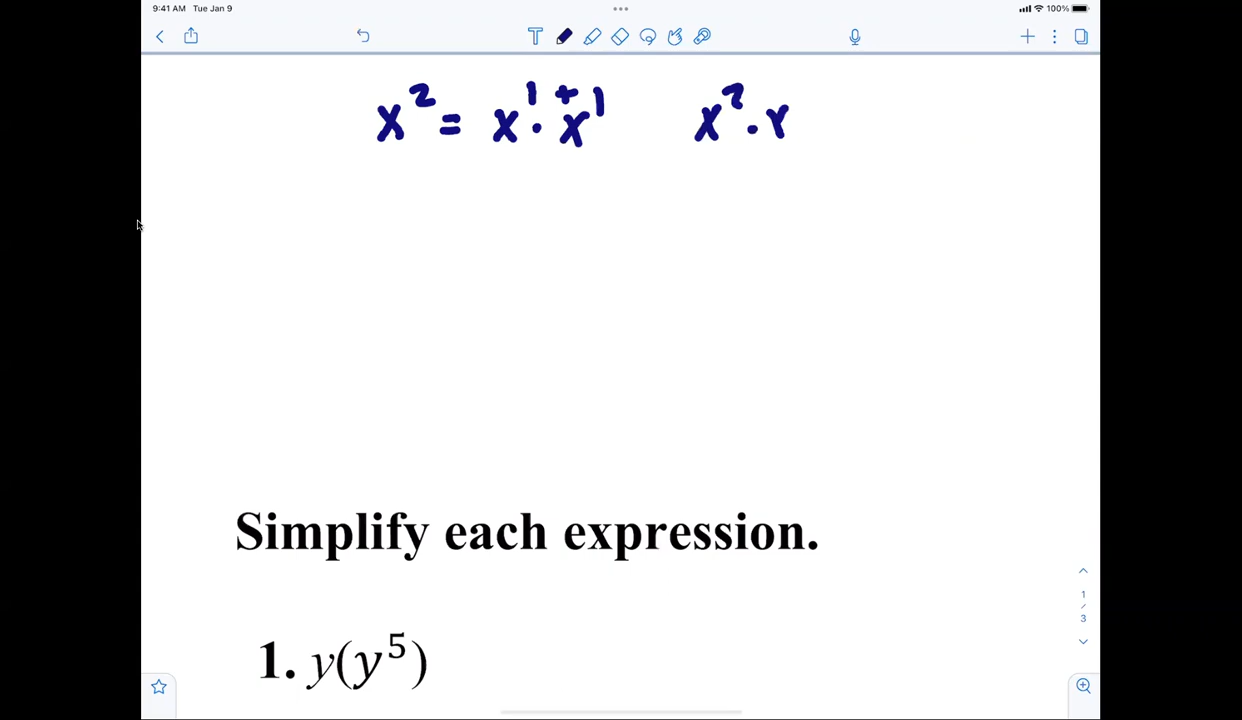 9:41 AM Tue Jan 9
100%
x² = x¹ · ⁺ x¹ x² · x
Simplify each expression.
1
/
3
1. y(y⁵)